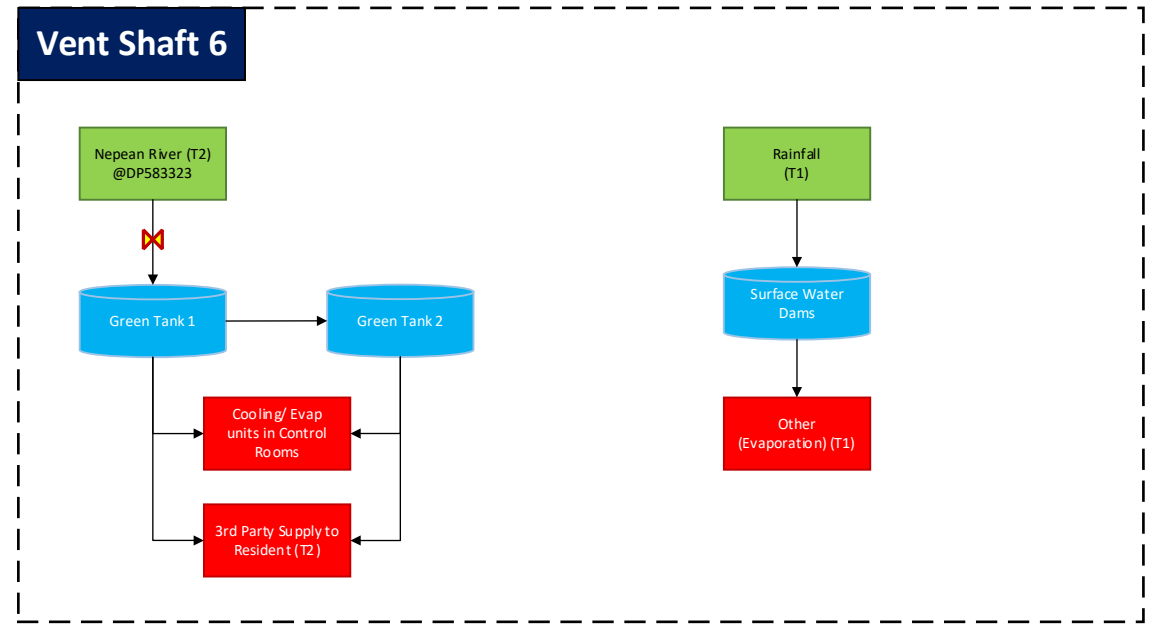 Vent Shaft 6
Nepean River (T2)
@DP583323
Rainfall
(T1)
Green Tank 1
Green Tank 2
Surface Water
Dams
Cooling/ Evap
units in Control
Rooms
Other
(Evaporation) (T1)
3rd Party Supply to
Resident (T2)